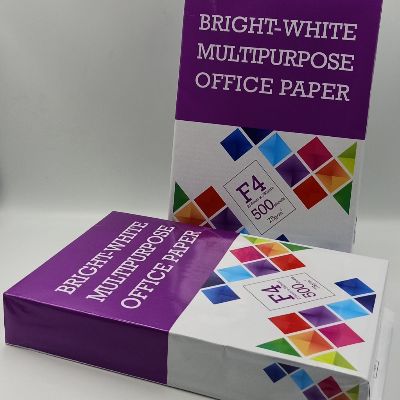 BRIGHT-WHITE
MULTIPURPOSE
OFFICE PAPER
F4
500
BRIGHT-WHITE
MULTIPURPOSE
OFFICE PAPER
F4
500